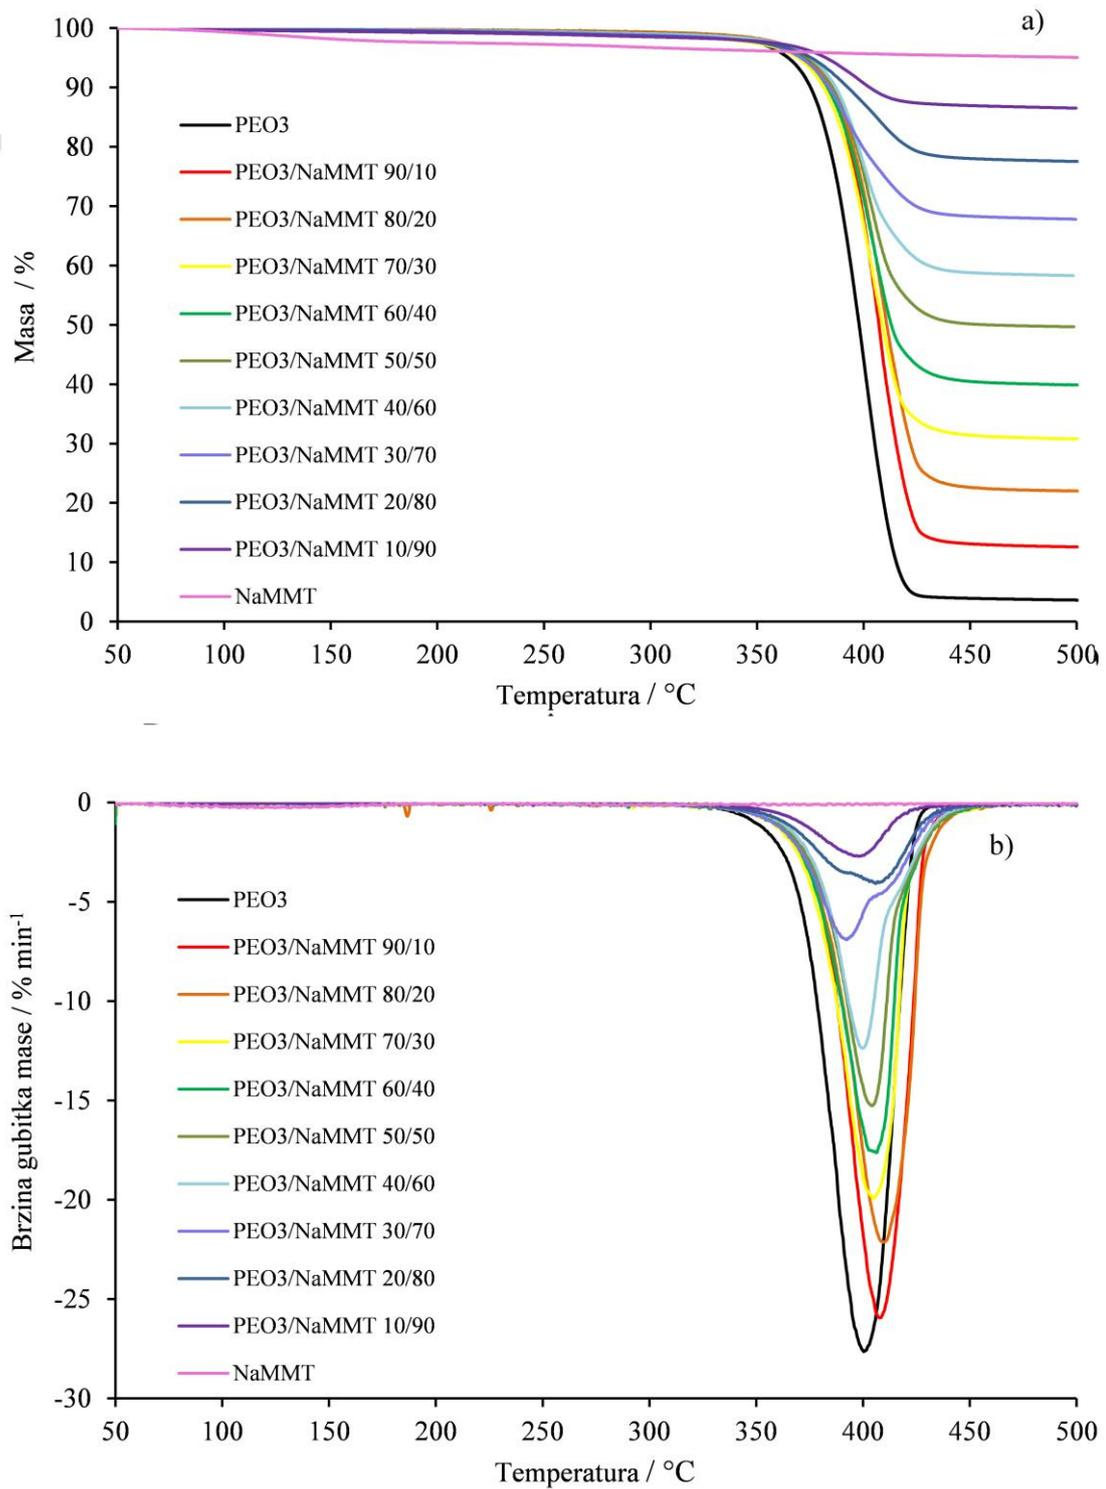 a)
100
90
80
70
60
50
40
30
20
10
0
Masa / %
PEO3
PEO3/NaMMT 90/10
PEO3/NaMMT 80/20
PEO3/NaMMT 70/30
PEO3/NaMMT 60/40
PEO3/NaMMT 50/50
PEO3/NaMMT 40/60
PEO3/NaMMT 30/70
PEO3/NaMMT 20/80
PEO3/NaMMT 10/90
NaMMT
50 100 150 200 250 300 350 400 450 500
Temperatura / °C
b)
0
-5
-10
-15
-20
-25
-30
Brzina gubitka mase / % min⁻¹
PEO3
PEO3/NaMMT 90/10
PEO3/NaMMT 80/20
PEO3/NaMMT 70/30
PEO3/NaMMT 60/40
PEO3/NaMMT 50/50
PEO3/NaMMT 40/60
PEO3/NaMMT 30/70
PEO3/NaMMT 20/80
PEO3/NaMMT 10/90
NaMMT
50 100 150 200 250 300 350 400 450 500
Temperatura / °C